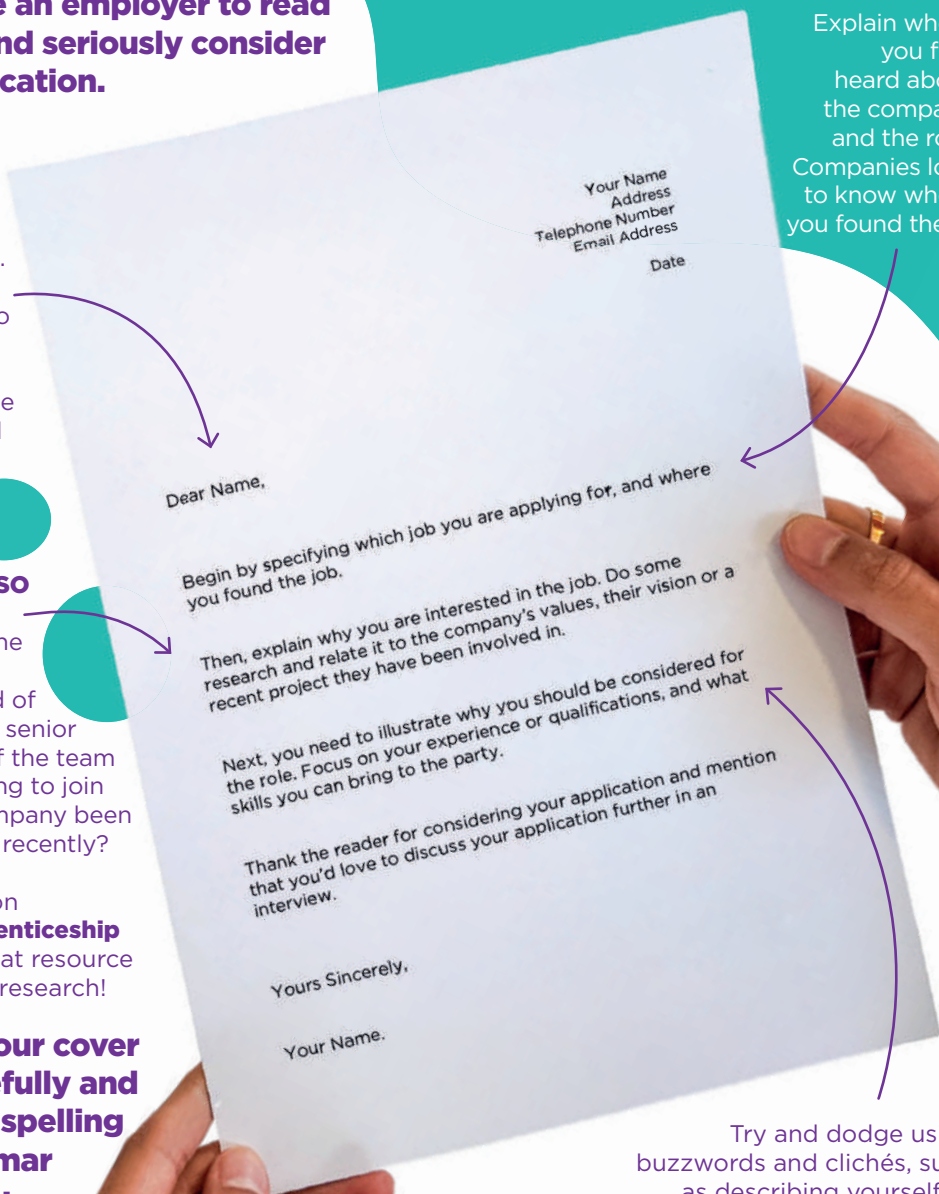 e an employer to read
nd seriously consider
cation.
Explain wh
you f
heard abo
the compa
and the ro
Companies lo
to know wh
you found the
.
o
e
Your Name
Address
Telephone Number
Email Address
Date
Dear Name,
Begin by specifying which job you are applying for, and where
you found the job.
Then, explain why you are interested in the job. Do some
research and relate it to the company's values, their vision or a
recent project they have been involved in.
Next, you need to illustrate why you should be considered for
the role. Focus on your experience or qualifications, and what
skills you can bring to the party.
Thank the reader for considering your application and mention
that you'd love to discuss your application further in an
interview.
Yours Sincerely,
Your Name.
so
ne
d of
senior
f the team
ng to join
mpany been
recently?
on
enticeship
at resource
research!
our cover
efully and
spelling
mar
Try and dodge us
buzzwords and clichés, su
as describing yourself